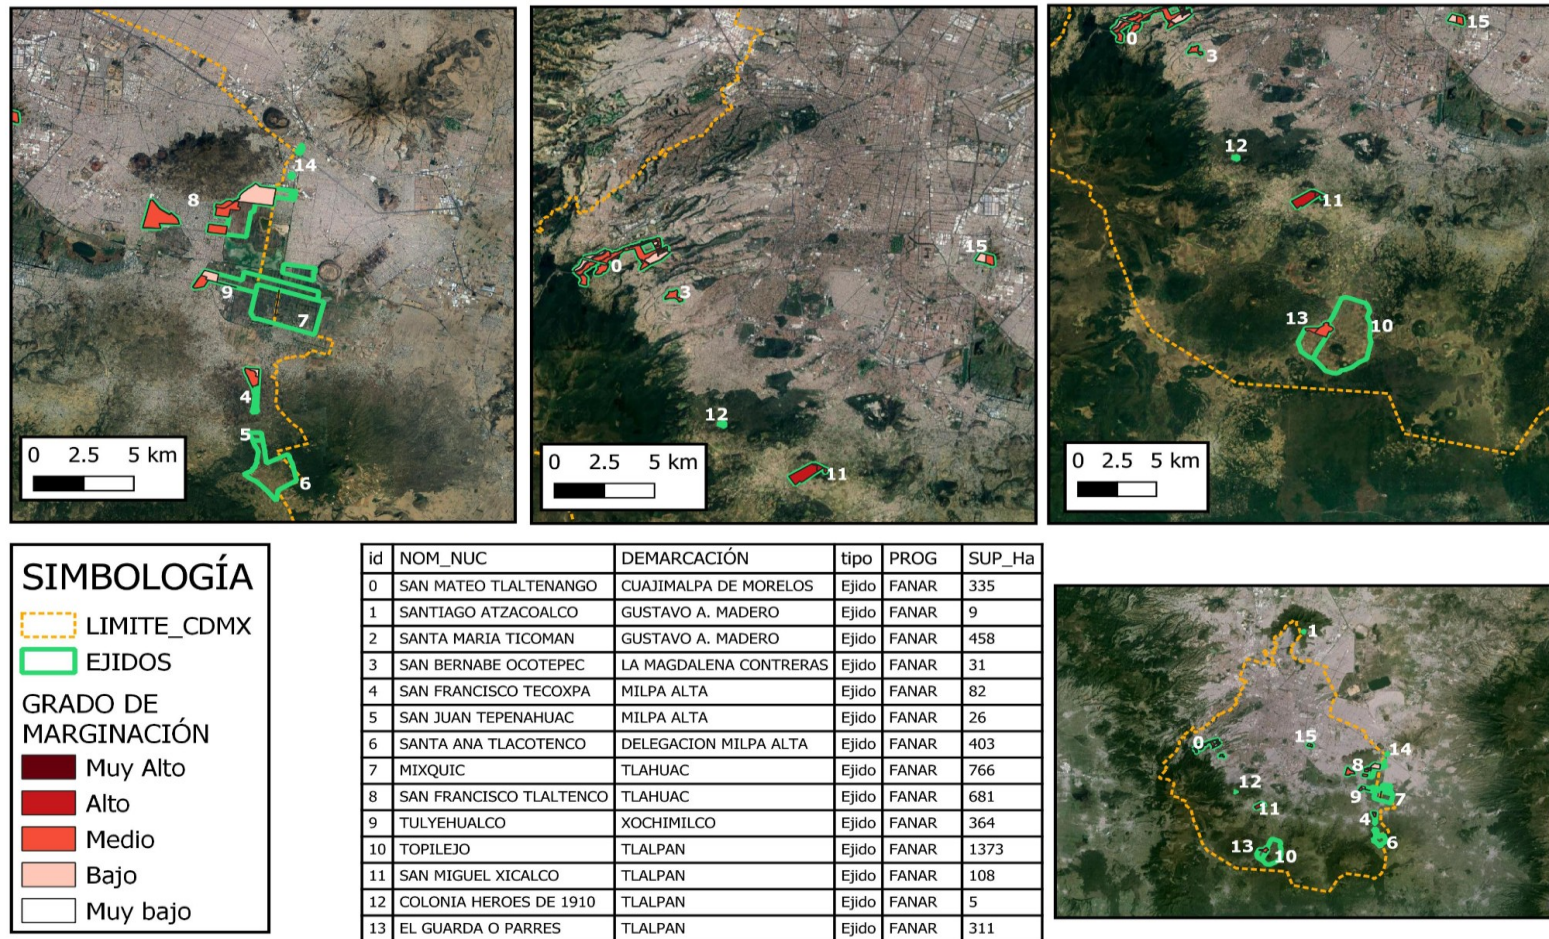 14
8
9
7
4
5
6
0 2.5 5 km
15
0
3
12
11
0 2.5 5 km
15
0
3
12
11
13
10
0 2.5 5 km
SIMBOLOGÍA
LIMITE_CDMX
EJIDOS
GRADO DE
MARGINACIÓN
Muy Alto
Alto
Medio
Bajo
Muy bajo
id NOM_NUC DEMARCACIÓN tipo PROG SUP_Ha
0 SAN MATEO TLALTENANGO CUAJIMALPA DE MORELOS Ejido FANAR 335
1 SANTIAGO ATZACOALCO GUSTAVO A. MADERO Ejido FANAR 9
2 SANTA MARIA TICOMAN GUSTAVO A. MADERO Ejido FANAR 458
3 SAN BERNABE OCOTEPEC LA MAGDALENA CONTRERAS Ejido FANAR 31
4 SAN FRANCISCO TECOXPA MILPA ALTA Ejido FANAR 82
5 SAN JUAN TEPENAHUAC MILPA ALTA Ejido FANAR 26
6 SANTA ANA TLACOTENCO DELEGACION MILPA ALTA Ejido FANAR 403
7 MIXQUIC TLAHUAC Ejido FANAR 766
8 SAN FRANCISCO TLALTENCO TLAHUAC Ejido FANAR 681
9 TULYEHUALCO XOCHIMILCO Ejido FANAR 364
10 TOPILEJO TLALPAN Ejido FANAR 1373
11 SAN MIGUEL XICALCO TLALPAN Ejido FANAR 108
12 COLONIA HEROES DE 1910 TLALPAN Ejido FANAR 5
13 EL GUARDA O PARRES TLALPAN Ejido FANAR 311
1
0
15
14
8
12
9
7
11
4
6
13
10